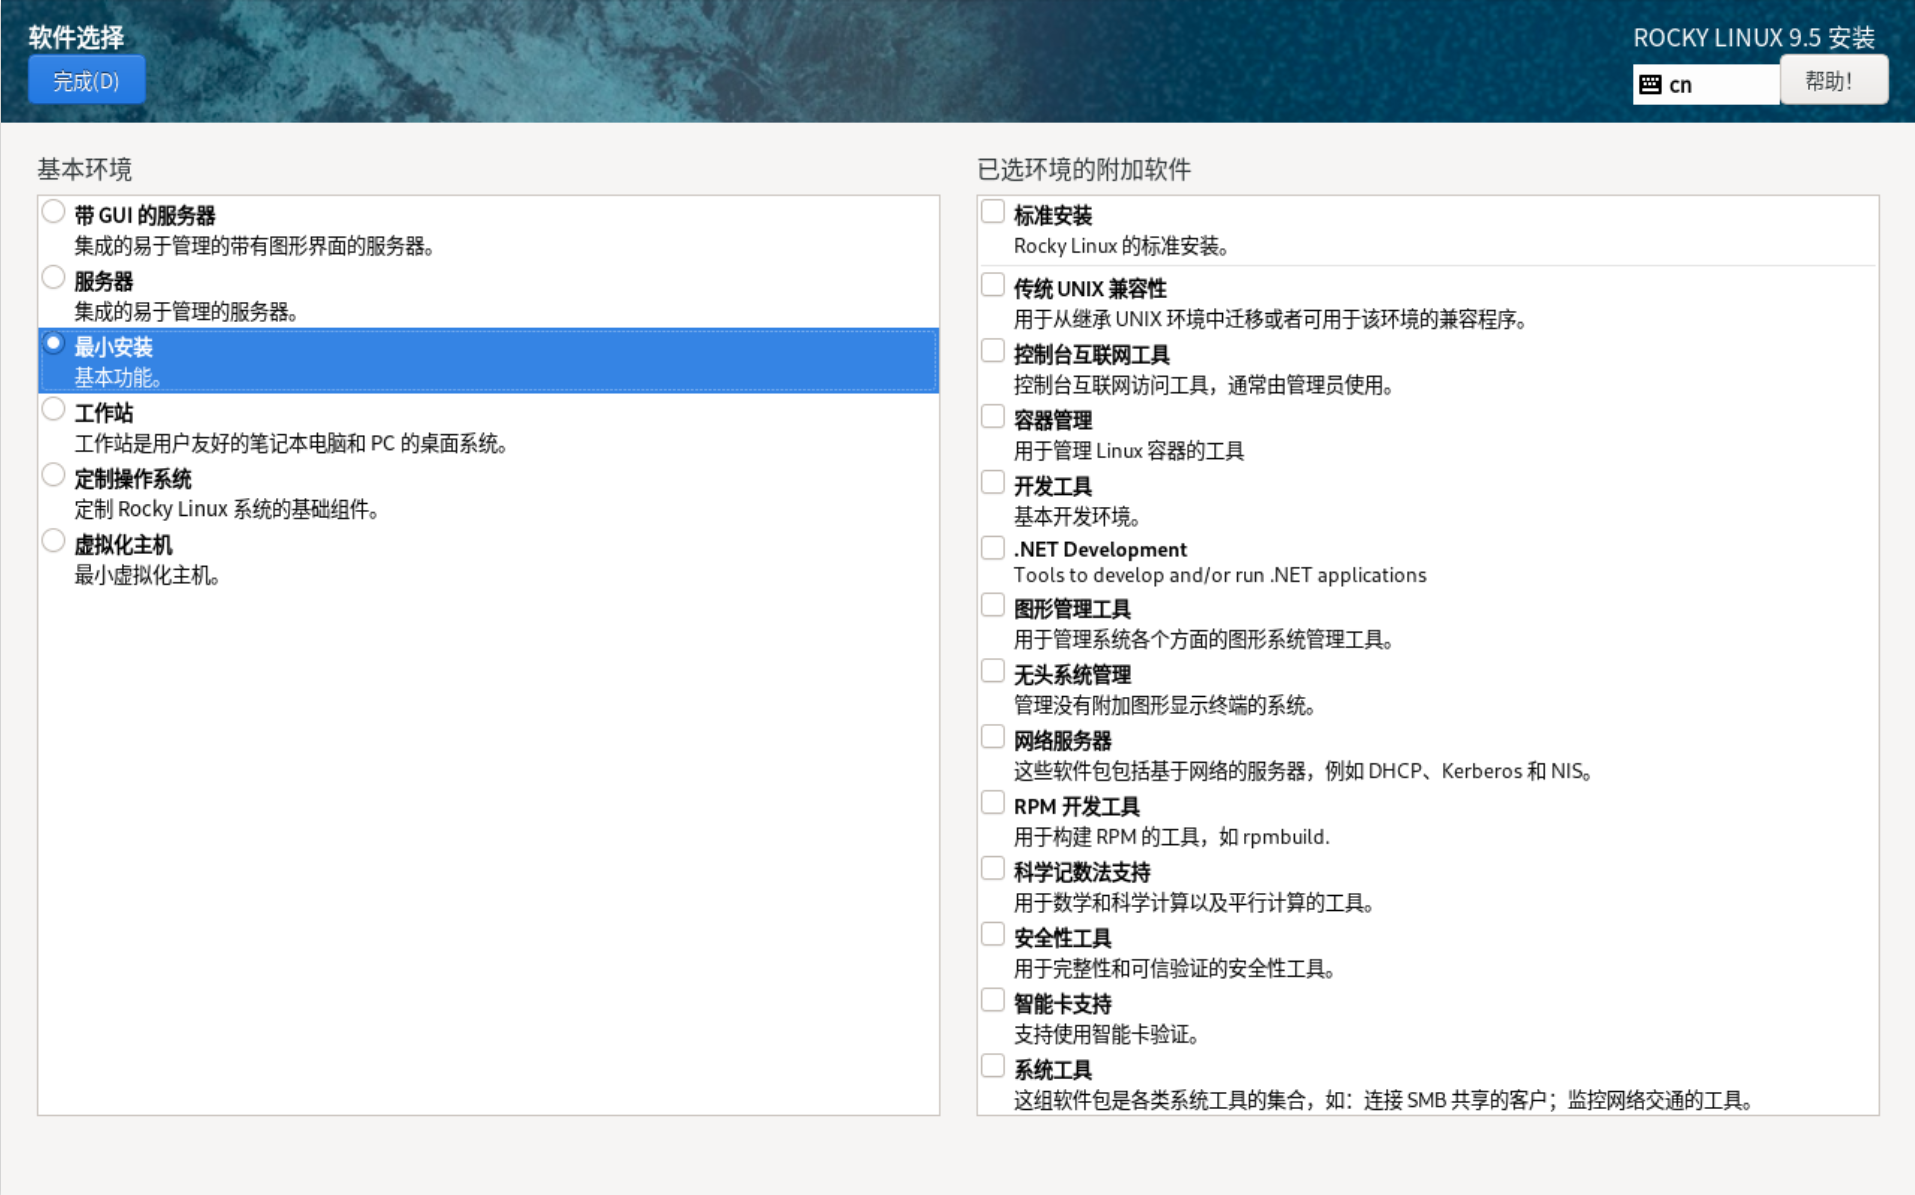 软件选择
完成(D)
ROCKY LINUX 9.5 安装
cn
帮助！
基本环境
带 GUI 的服务器
集成的易于管理的带有图形界面的服务器。
服务器
集成的易于管理的服务器。
最小安装
基本功能。
工作站
工作站是用户友好的笔记本电脑和 PC 的桌面系统。
定制操作系统
定制 Rocky Linux 系统的基础组件。
虚拟化主机
最小虚拟化主机。
已选环境的附加软件
标准安装
Rocky Linux 的标准安装。
传统 UNIX 兼容性
用于从继承 UNIX 环境中迁移或者可用于该环境的兼容程序。
控制台互联网工具
控制台互联网访问工具，通常由管理员使用。
容器管理
用于管理 Linux 容器的工具
开发工具
基本开发环境。
.NET Development
Tools to develop and/or run .NET applications
图形管理工具
用于管理系统各个方面的图形系统管理工具。
无头系统管理
管理没有附加图形显示终端的系统。
网络服务器
这些软件包包括基于网络的服务器，例如 DHCP、Kerberos 和 NIS。
RPM 开发工具
用于构建 RPM 的工具，如 rpmbuild.
科学记数法支持
用于数学和科学计算以及平行计算的工具。
安全性工具
用于完整性和可信验证的安全性工具。
智能卡支持
支持使用智能卡验证。
系统工具
这组软件包是各类系统工具的集合，如：连接 SMB 共享的客户；监控网络交通的工具。